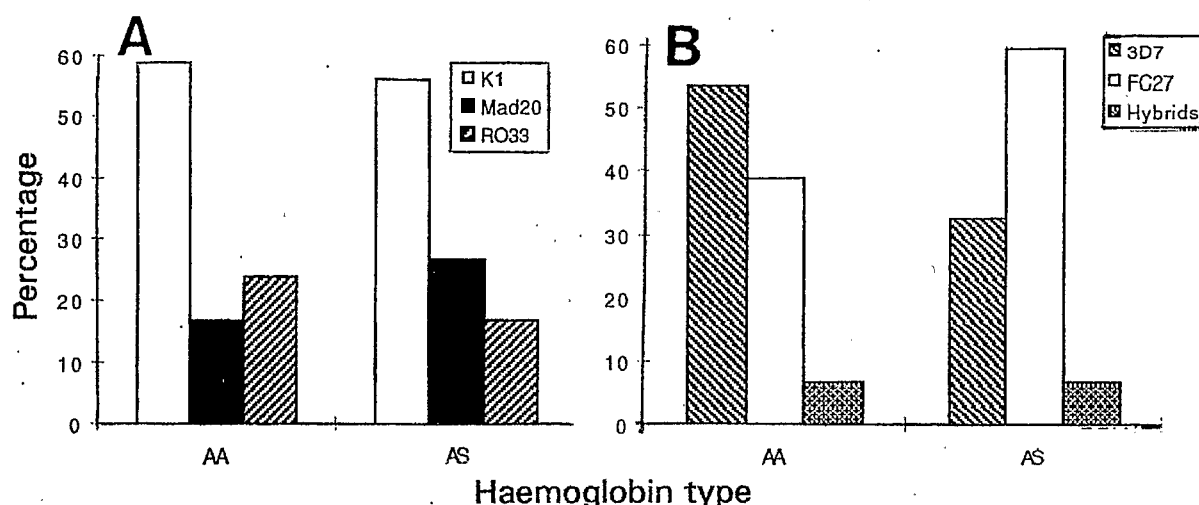 A
60
50
40
30
20
10
0
Percentage
K1
Mad20
RO33
AA
AS
B
60
50
40
30
20
10
0
3D7
FC27
Hybrids
AA
AS
Haemoglobin type